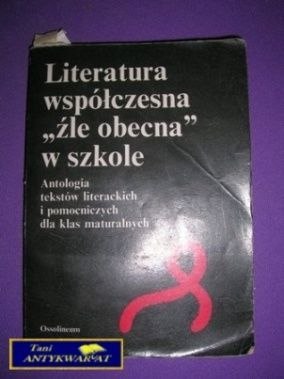 Literatura
współczesna
„źle obecna”
w szkole
Antologia
tekstów literackich
i pomocniczych
dla klas maturalnych
Ossolineum
Tani
ANTYKWARIAT